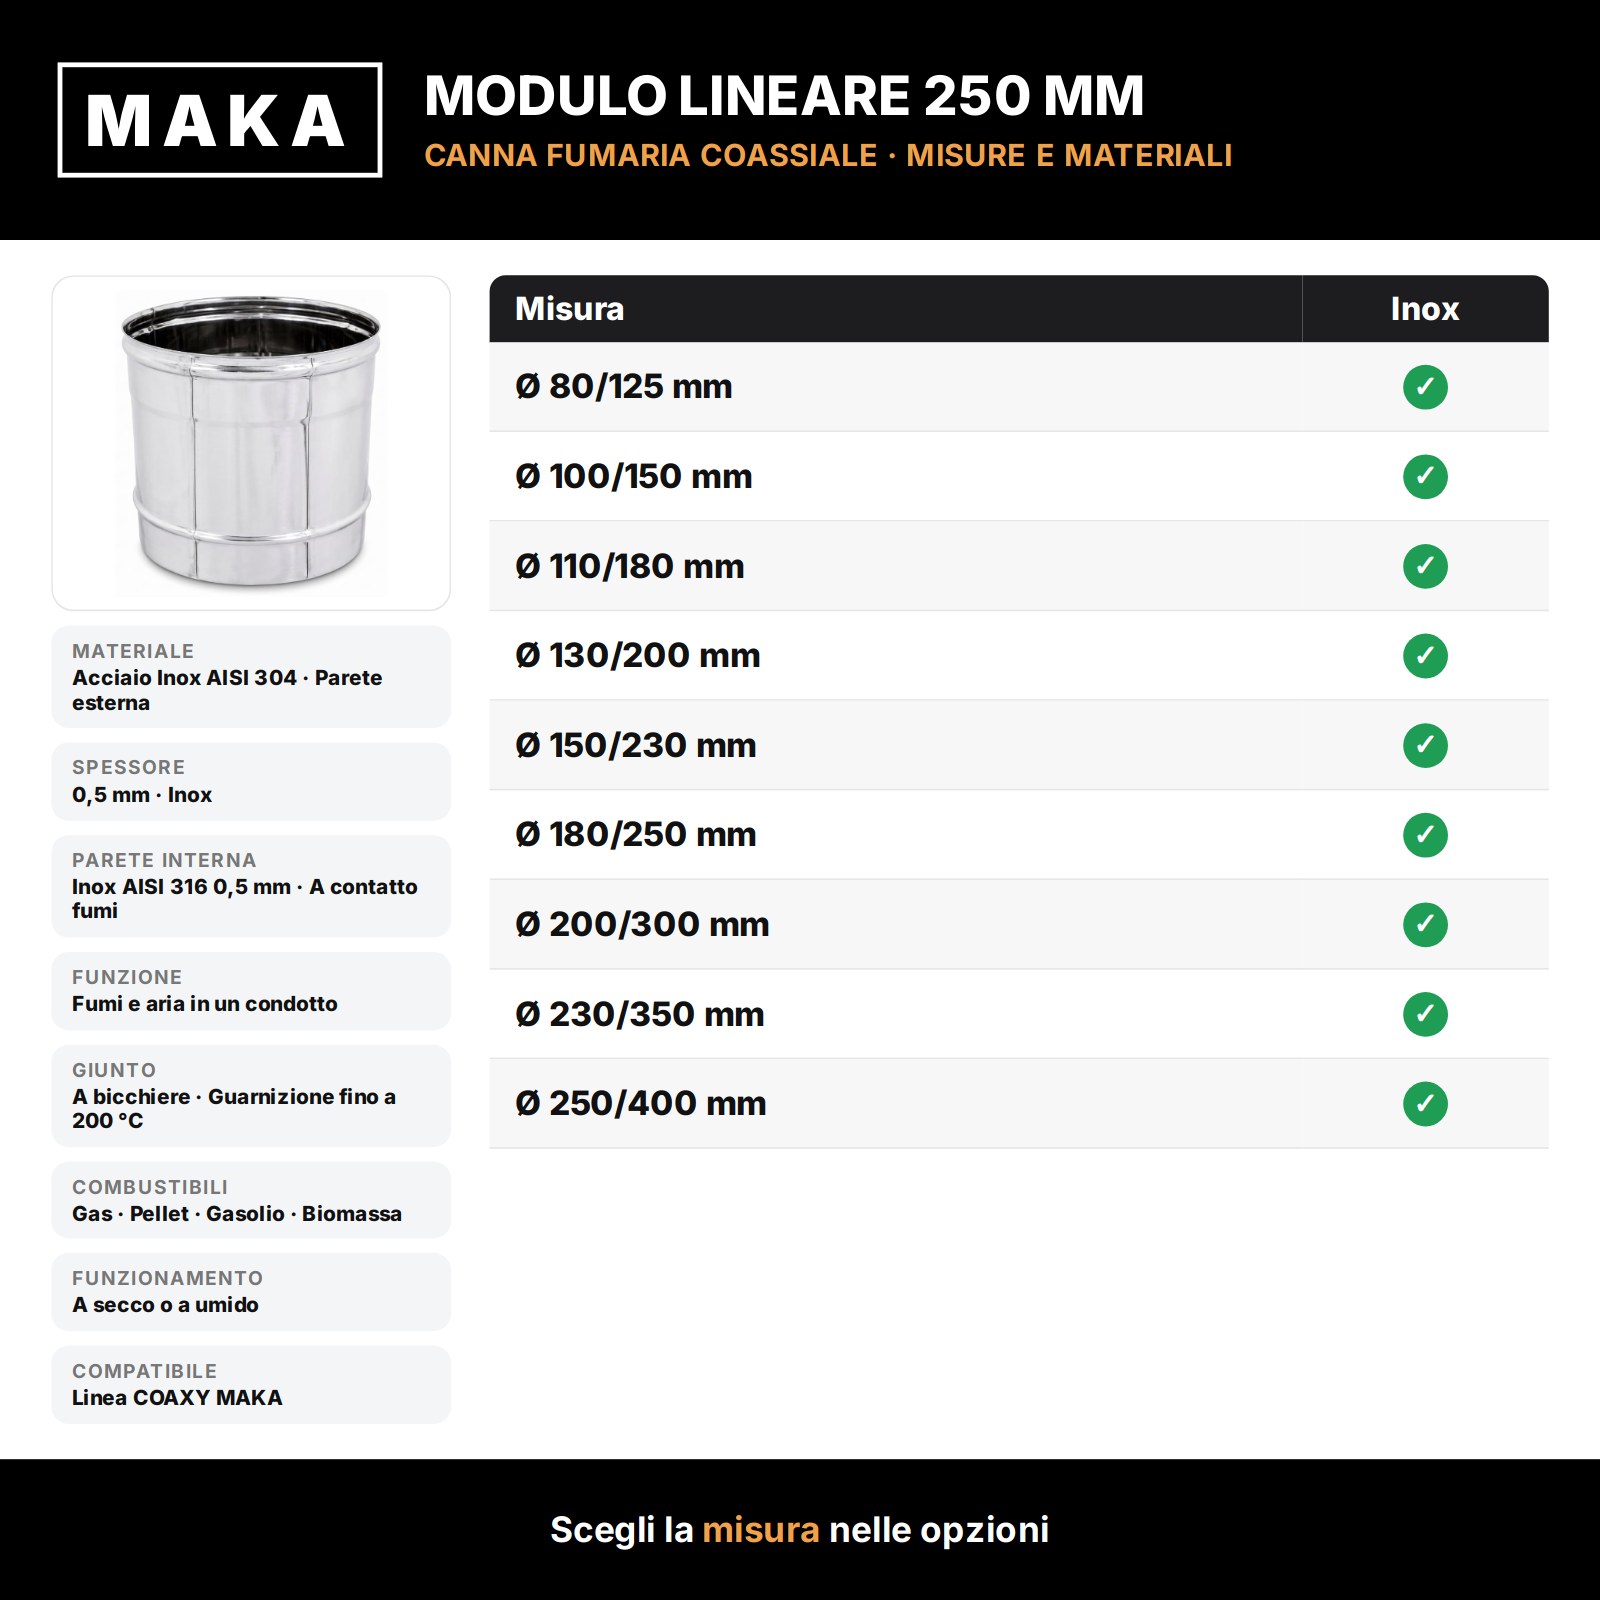 MAKA
MODULO LINEARE 250 MM
CANNA FUMARIA COASSIALE · MISURE E MATERIALI
MATERIALE
Acciaio Inox AISI 304 · Parete
esterna
SPESSORE
0,5 mm · Inox
PARETE INTERNA
Inox AISI 316 0,5 mm · A contatto
fumi
FUNZIONE
Fumi e aria in un condotto
GIUNTO
A bicchiere · Guarnizione fino a
200 °C
COMBUSTIBILI
Gas · Pellet · Gasolio · Biomassa
FUNZIONAMENTO
A secco o a umido
COMPATIBILE
Linea COAXY MAKA
Misura Inox
Ø 80/125 mm ✓
Ø 100/150 mm ✓
Ø 110/180 mm ✓
Ø 130/200 mm ✓
Ø 150/230 mm ✓
Ø 180/250 mm ✓
Ø 200/300 mm ✓
Ø 230/350 mm ✓
Ø 250/400 mm ✓
Scegli la misura nelle opzioni